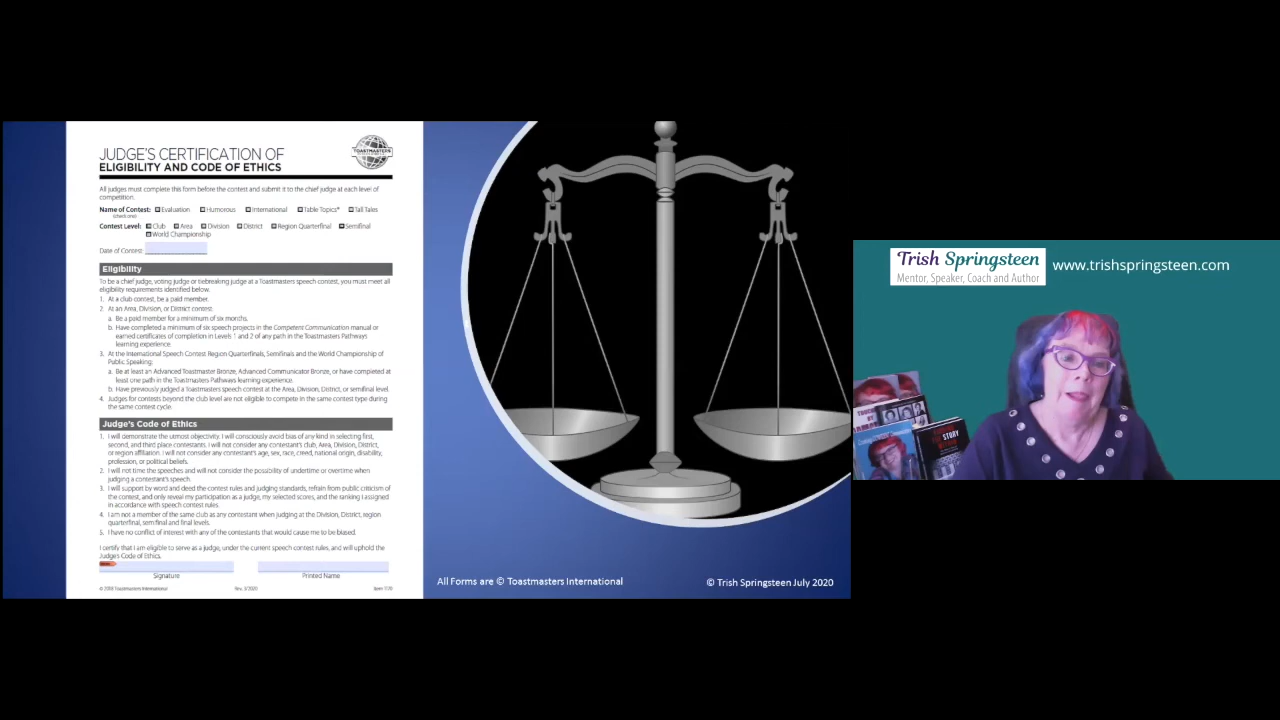 JUDGE'S CERTIFICATION OF
ELIGIBILITY AND CODE OF ETHICS
TOASTMASTERS
All judges must complete this form before the contest and submit it to the chief judge at each level of
competition.
Name of Contest: Evaluation Humorous International Table Topics* Tall Tales
(check one)
Contest Level: Club Area Division District Region Quarterfinal Semifinal
World Championship
Date of Contest:
Eligibility
To be a chief judge, voting judge or tiebreaking judge at a Toastmasters speech contest, you must meet all
eligibility requirements identified below.
1. At a club contest, be a paid member.
2. At an Area, Division, or District contest:
a. Be a paid member for a minimum of six months.
b. Have completed a minimum of six speech projects in the Competent Communication manual or
earned certificates of completion in Levels 1 and 2 of any path in the Toastmasters Pathways
learning experience.
3. At the International Speech Contest Region Quarterfinals, Semifinals and the World Championship of
Public Speaking:
a. Be at least an Advanced Toastmaster Bronze, Advanced Communicator Bronze, or have completed at
least one path in the Toastmasters Pathways learning experience.
b. Have previously judged a Toastmasters speech contest at the Area, Division, District, or semifinal level.
4. Judges for contests beyond the club level are not eligible to compete in the same contest type during
the same contest cycle.
Judge's Code of Ethics
1. I will demonstrate the utmost objectivity. I will consciously avoid bias of any kind in selecting first,
second, and third place contestants. I will not consider any contestant's club, Area, Division, District,
or region affiliation. I will not consider any contestant's age, sex, race, creed, national origin, disability,
profession, or political beliefs.
2. I will not time the speeches and will not consider the possibility of undertime or overtime when
judging a contestant's speech.
3. I will support by word and deed the contest rules and judging standards, refrain from public criticism of
the contest, and only reveal my participation as a judge, my selected scores, and the ranking I assigned
in accordance with speech contest rules.
4. I am not a member of the same club as any contestant when judging at the Division, District, region
quarterfinal, semifinal and final levels.
5. I have no conflict of interest with any of the contestants that would cause me to be biased.
I certify that I am eligible to serve as a judge, under the current speech contest rules, and will uphold the
Judge's Code of Ethics.
Signature Printed Name
Rev. 3/2020
All Forms are © Toastmasters International
© Trish Springsteen July 2020
Trish Springsteen
Mentor, Speaker, Coach and Author
www.trishspringsteen.com
STORY